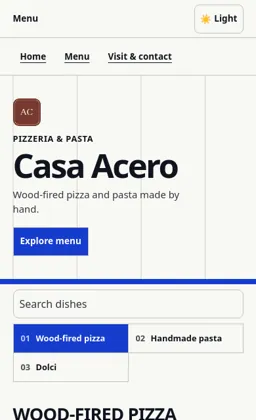 Menu
☀️ Light
Home Menu Visit & contact
AC
PIZZERIA & PASTA
Casa Acero
Wood-fired pizza and pasta made by
hand.
Explore menu
Search dishes
01 Wood-fired pizza
02 Handmade pasta
03 Dolci
WOOD-FIRED PIZZA